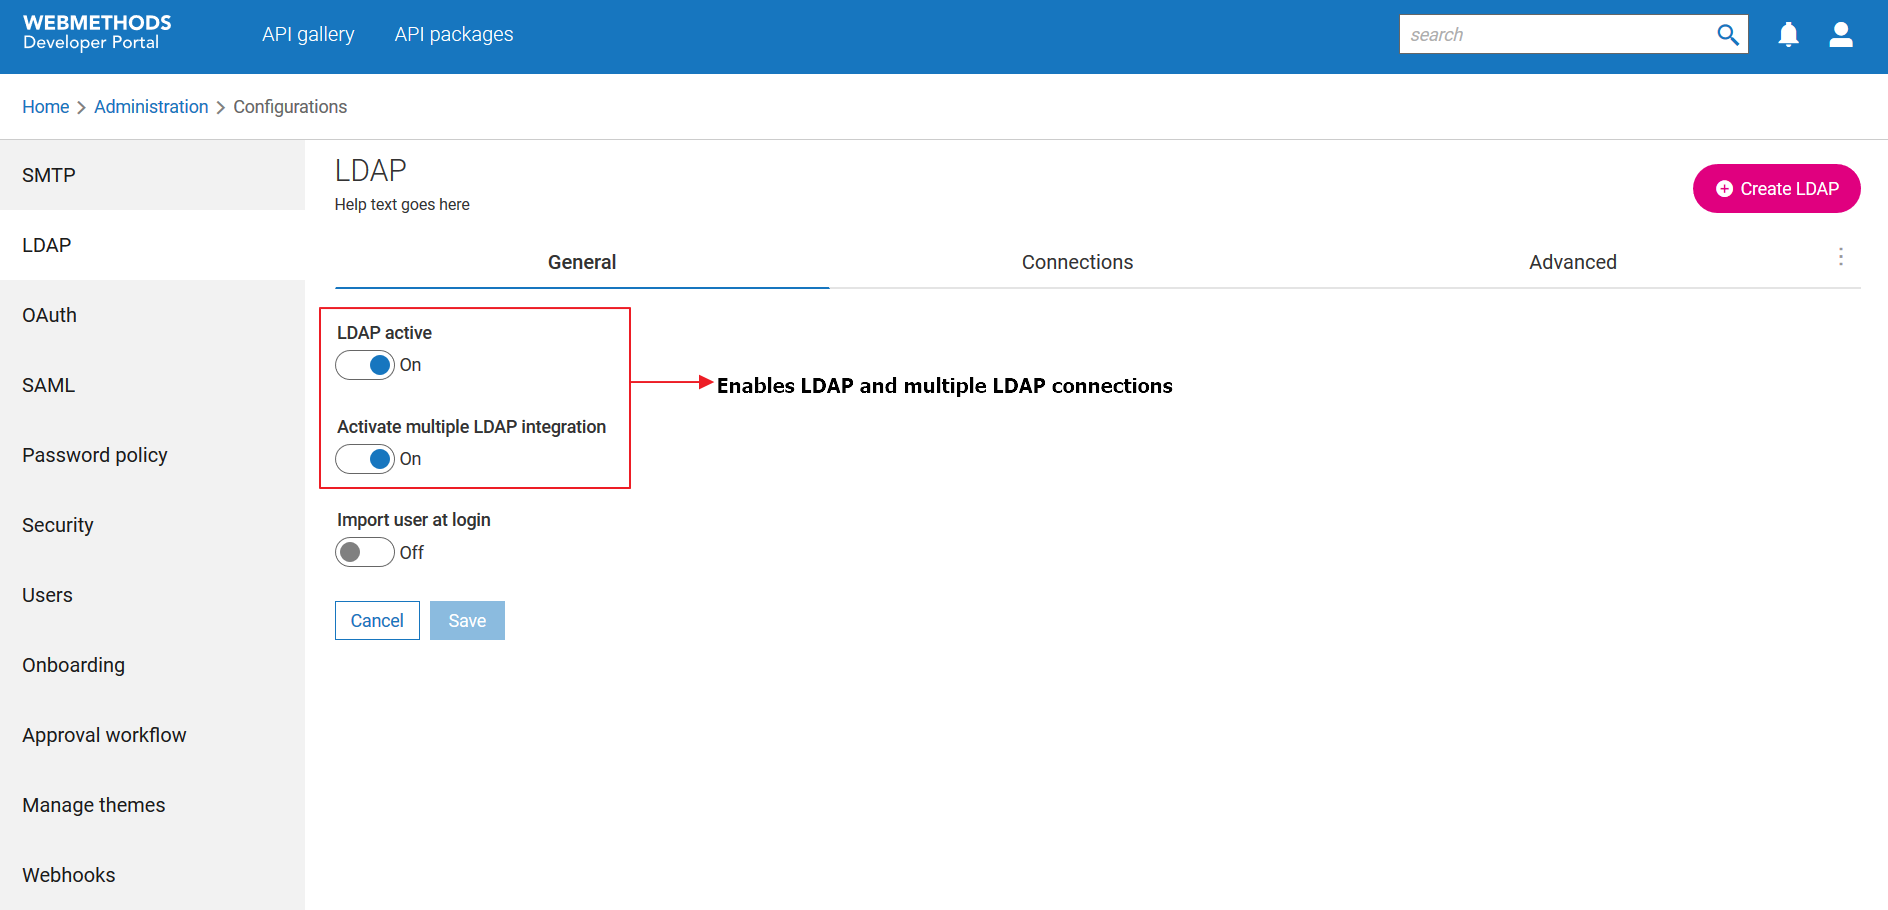 WEBMETHODS
Developer Portal
API gallery
API packages
search
Home
Administration
Configurations
SMTP
LDAP
OAuth
SAML
Password policy
Security
Users
Onboarding
Approval workflow
Manage themes
Webhooks
LDAP
Help text goes here
Create LDAP
General
Connections
Advanced
LDAP active
On
Enables LDAP and multiple LDAP connections
Activate multiple LDAP integration
On
Import user at login
Off
Cancel
Save